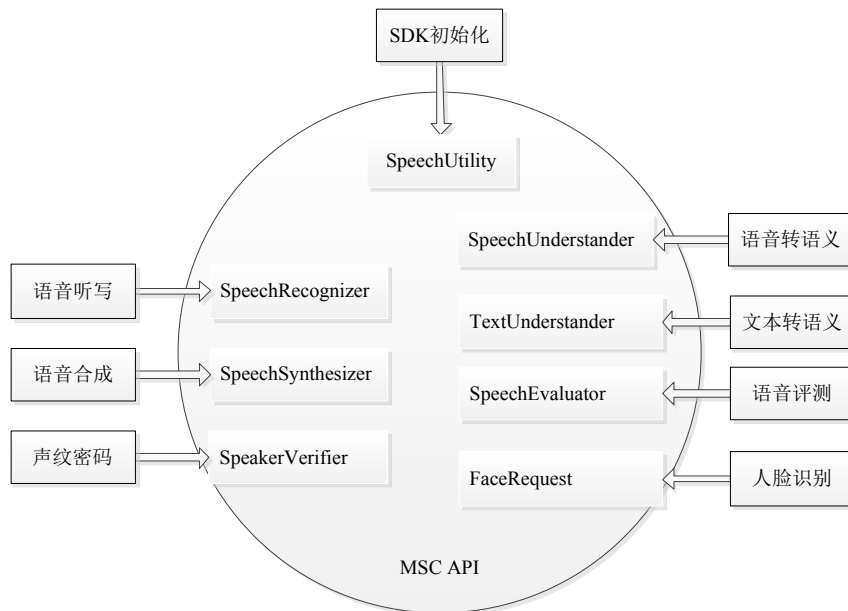 SDK初始化
SpeechUtility
SpeechUnderstander
语音转语义
语音听写
SpeechRecognizer
TextUnderstander
文本转语义
语音合成
SpeechSynthesizer
SpeechEvaluator
语音评测
声纹密码
SpeakerVerifier
FaceRequest
人脸识别
MSC API